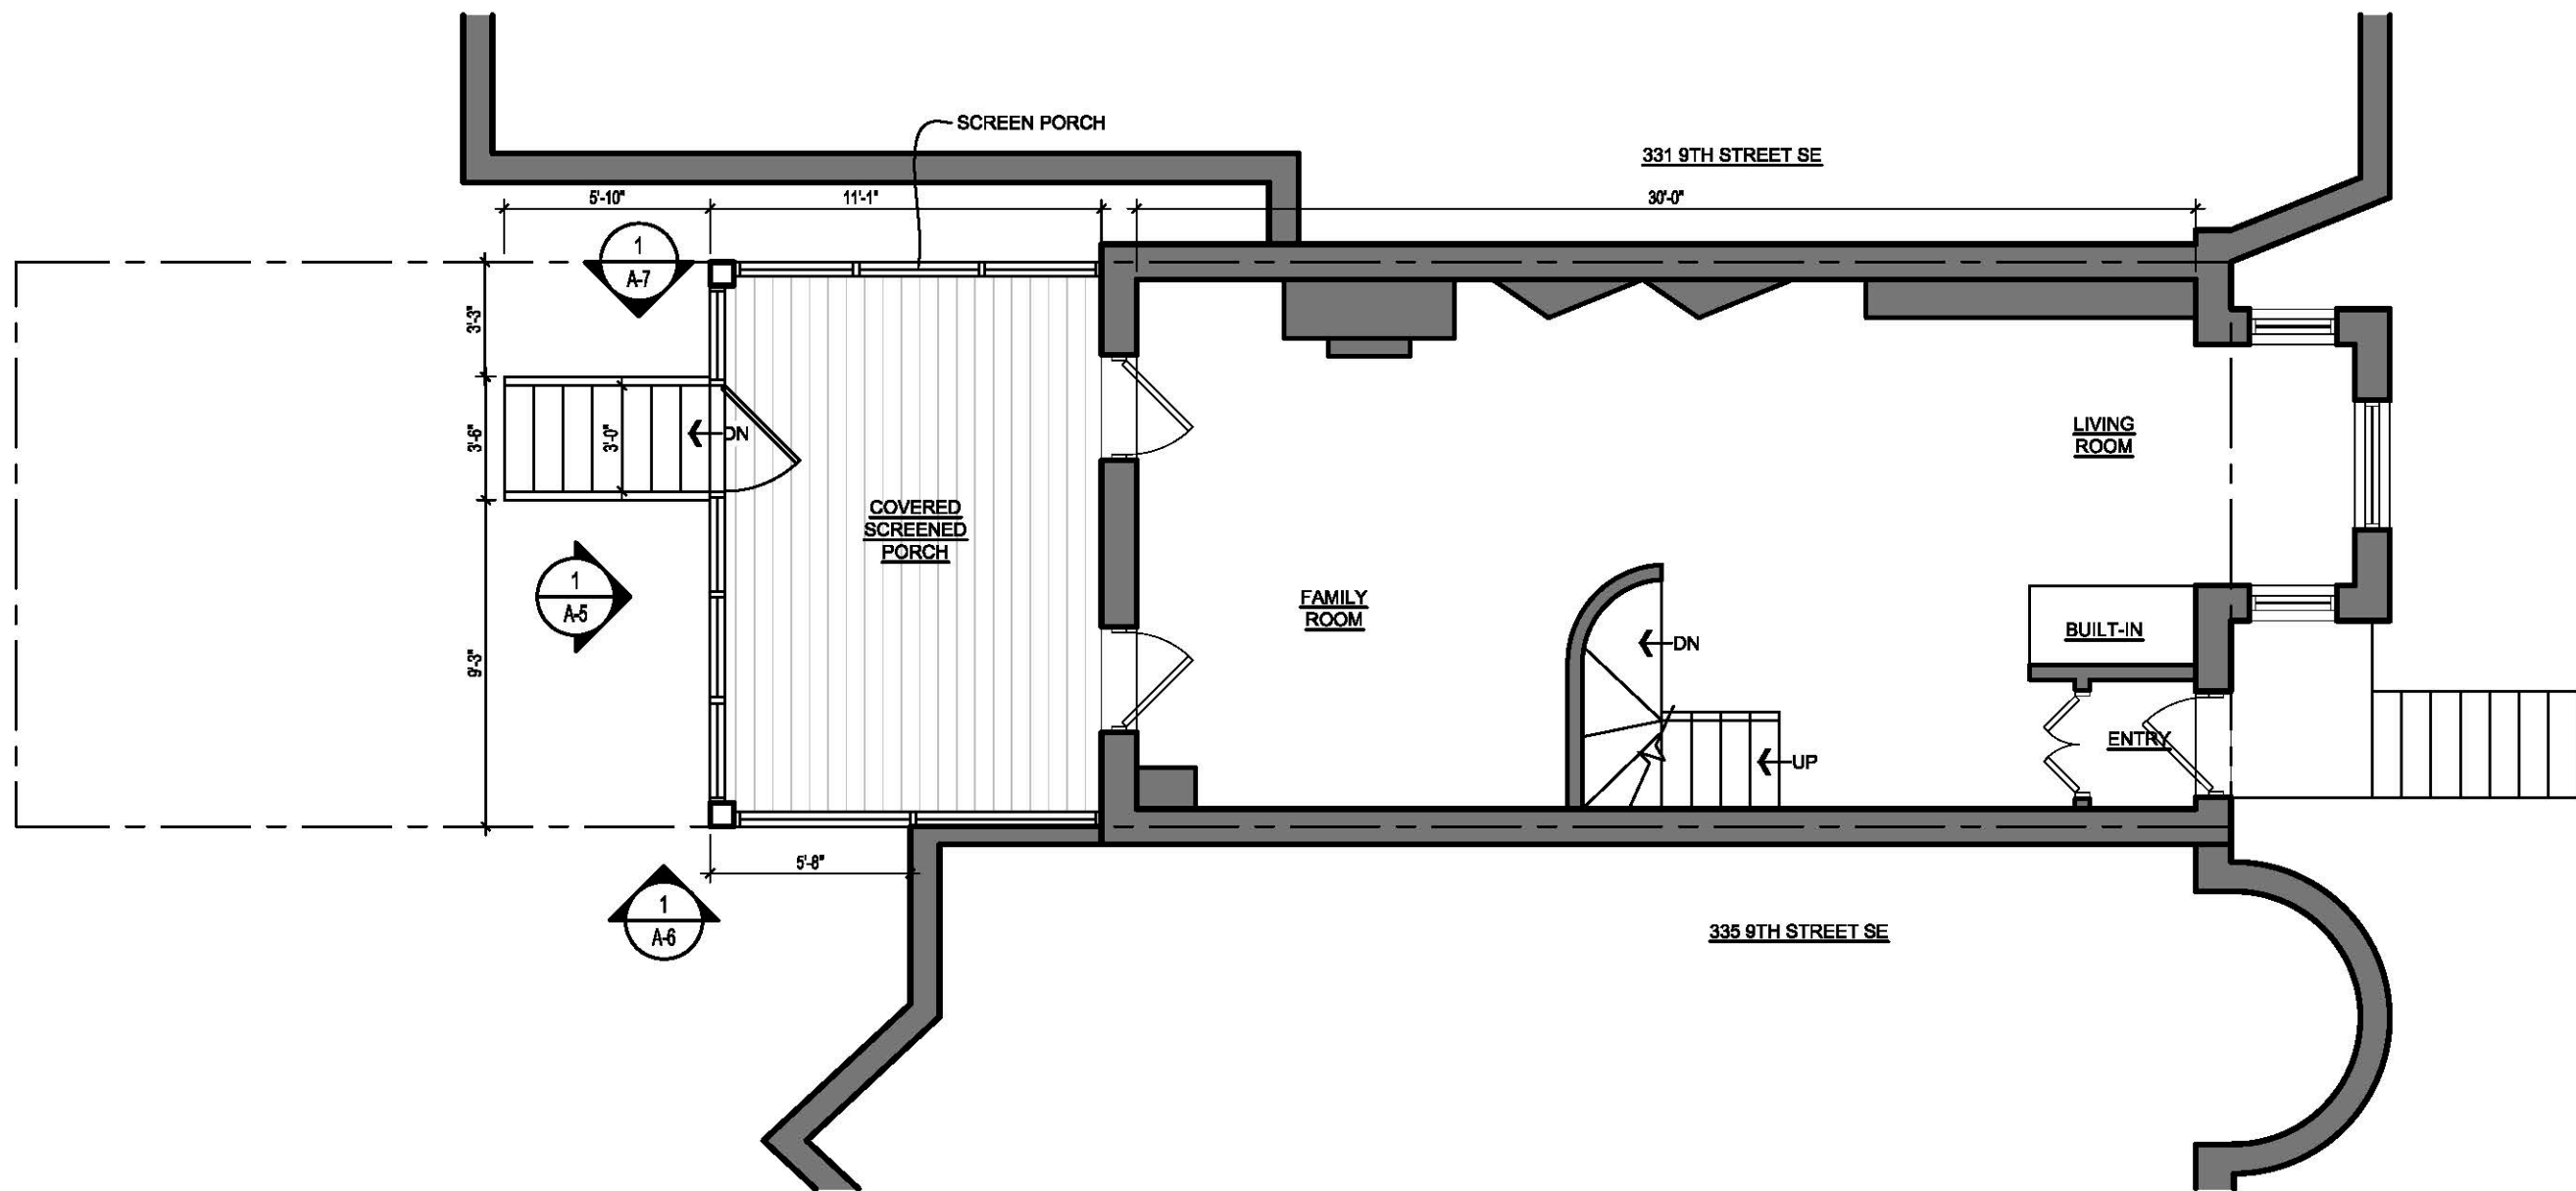 SCREEN PORCH
331 9TH STREET SE
5'-10"
11'-1"
30'-0"
1
A-7
3'-3"
3'-6"
3'-0"
DN
LIVING
ROOM
COVERED
SCREENED
PORCH
1
A-5
FAMILY
ROOM
DN
BUILT-IN
9'-3"
ENTRY
UP
5'-8"
1
A-6
335 9TH STREET SE